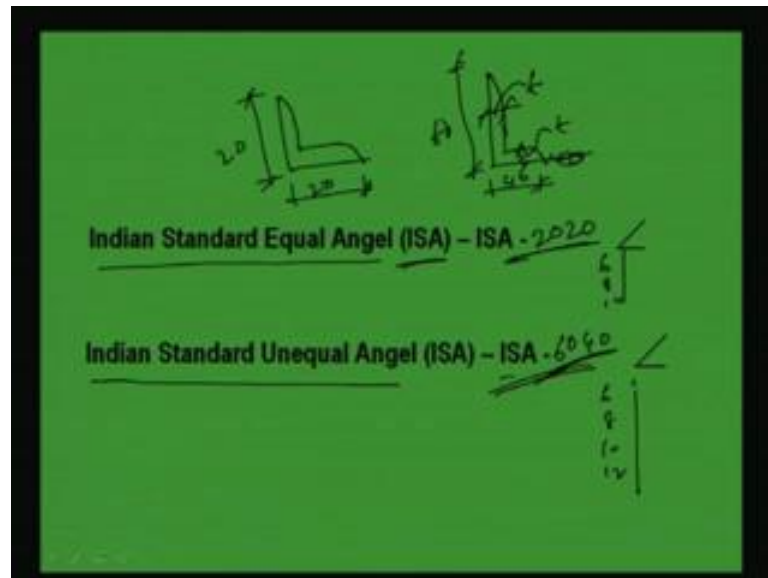 20
20
t
t
Indian Standard Equal Angel (ISA) – ISA - 2020
6
8
Indian Standard Unequal Angel (ISA) – ISA - 6040
6
8
10
12